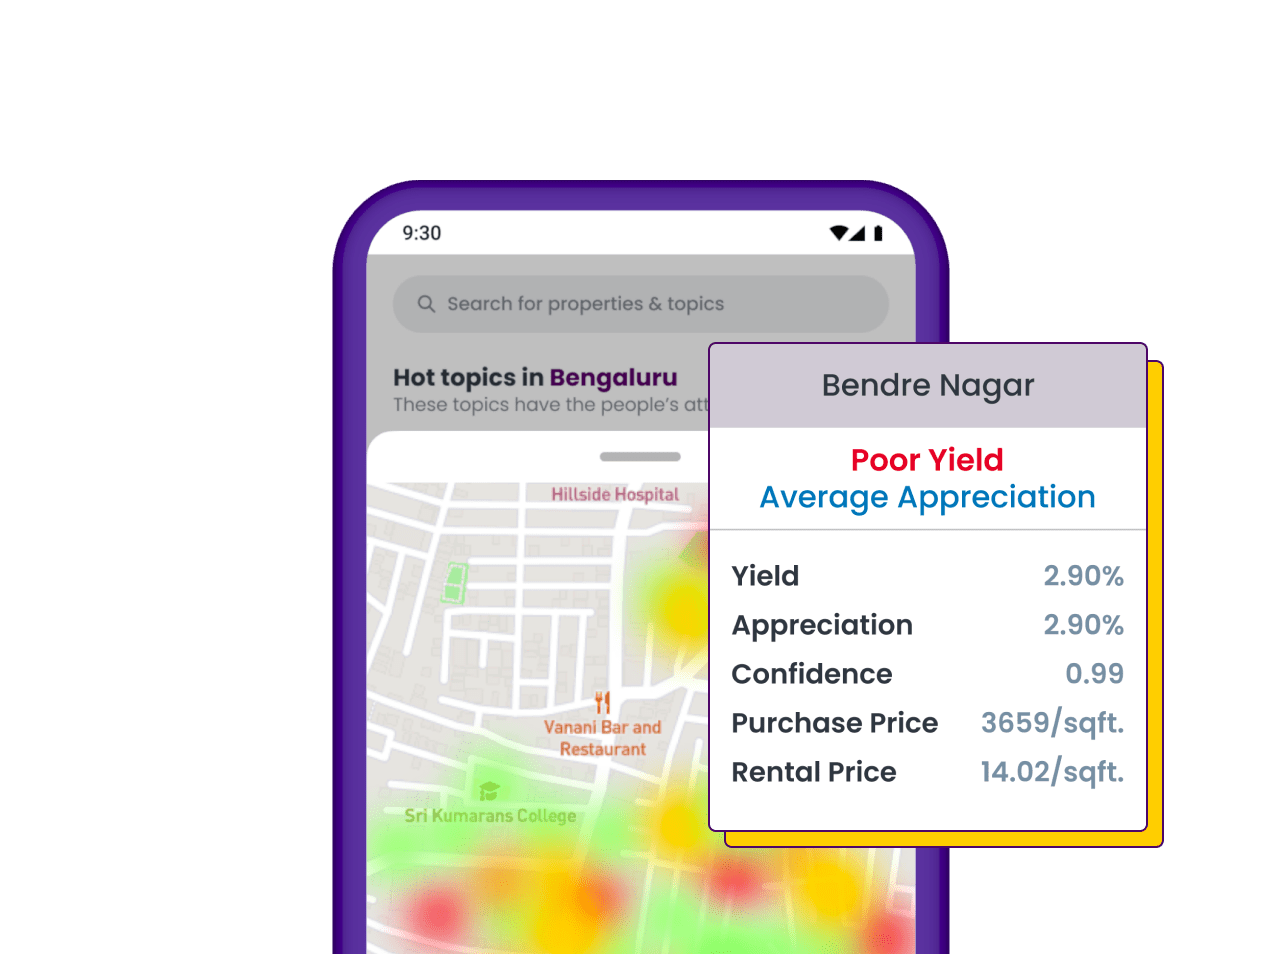 9:30
Search for properties & topics
Hot topics in Bengaluru
These topics have the people's att
Hillside Hospital
Vanani Bar and
Restaurant
Sri Kumarans College
Bendre Nagar
Poor Yield
Average Appreciation
Yield 2.90%
Appreciation 2.90%
Confidence 0.99
Purchase Price 3659/sqft.
Rental Price 14.02/sqft.